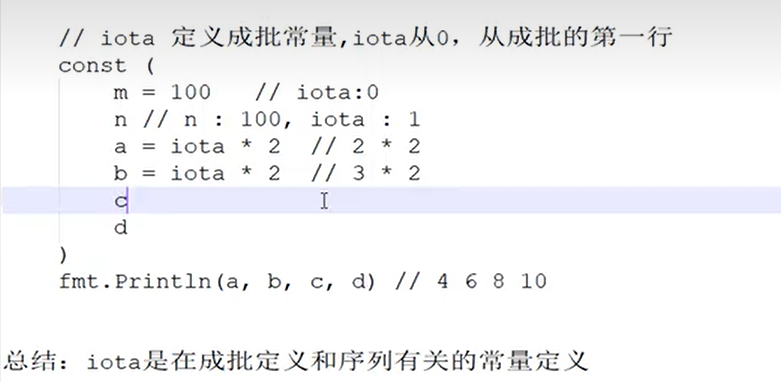 // iota 定义成批常量,iota从0，从成批的第一行
const (
m = 100 // iota:0
n // n : 100, iota : 1
a = iota * 2 // 2 * 2
b = iota * 2 // 3 * 2
c
d
)
fmt.Println(a, b, c, d) // 4 6 8 10
总结：iota是在成批定义和序列有关的常量定义